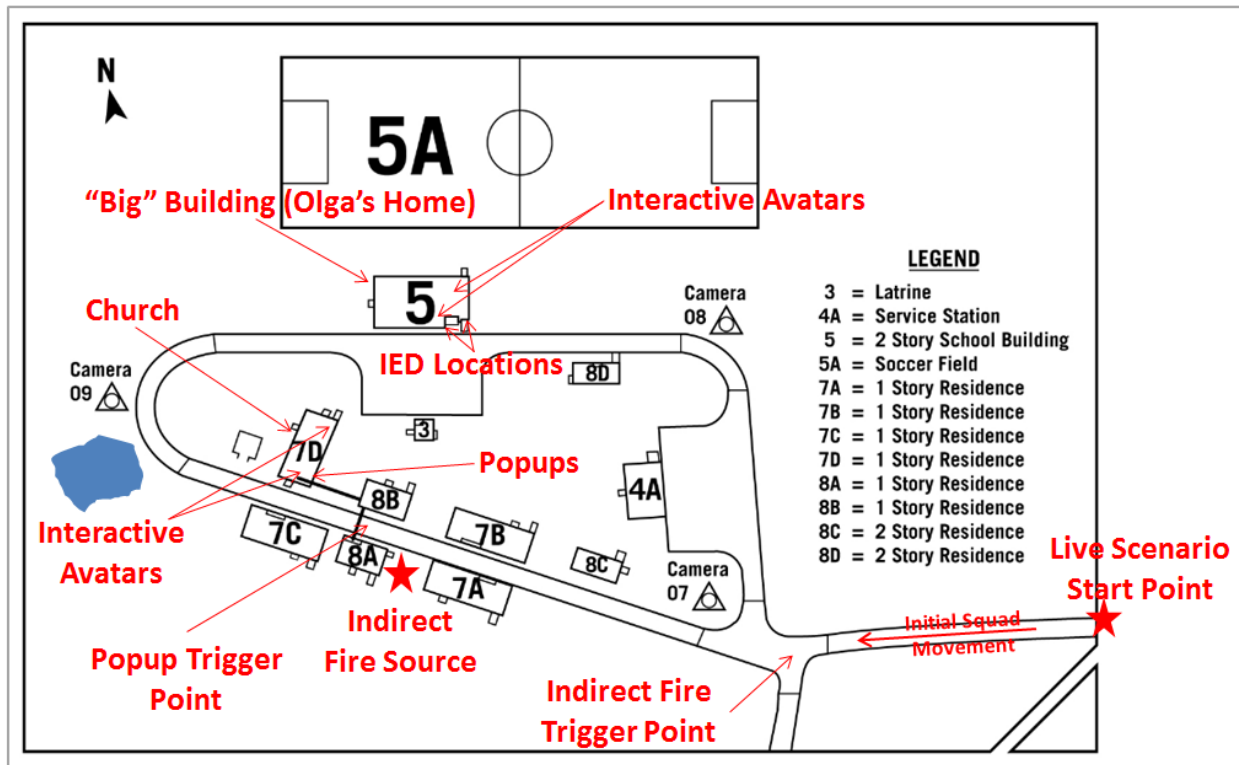 N
5A
“Big” Building (Olga’s Home)
Interactive Avatars
5
Church
IED Locations
Camera
08
8D
Camera
09
3
7D
Popups
8B
4A
7C
8A
7B
7A
8C
Camera
07
Interactive
Avatars
Indirect
Fire Source
Popup Trigger
Point
Indirect Fire
Trigger Point
LEGEND
3 = Latrine
4A = Service Station
5 = 2 Story School Building
5A = Soccer Field
7A = 1 Story Residence
7B = 1 Story Residence
7C = 1 Story Residence
7D = 1 Story Residence
8A = 1 Story Residence
8B = 1 Story Residence
8C = 2 Story Residence
8D = 2 Story Residence
Live Scenario
Start Point
Initial Squad
Movement